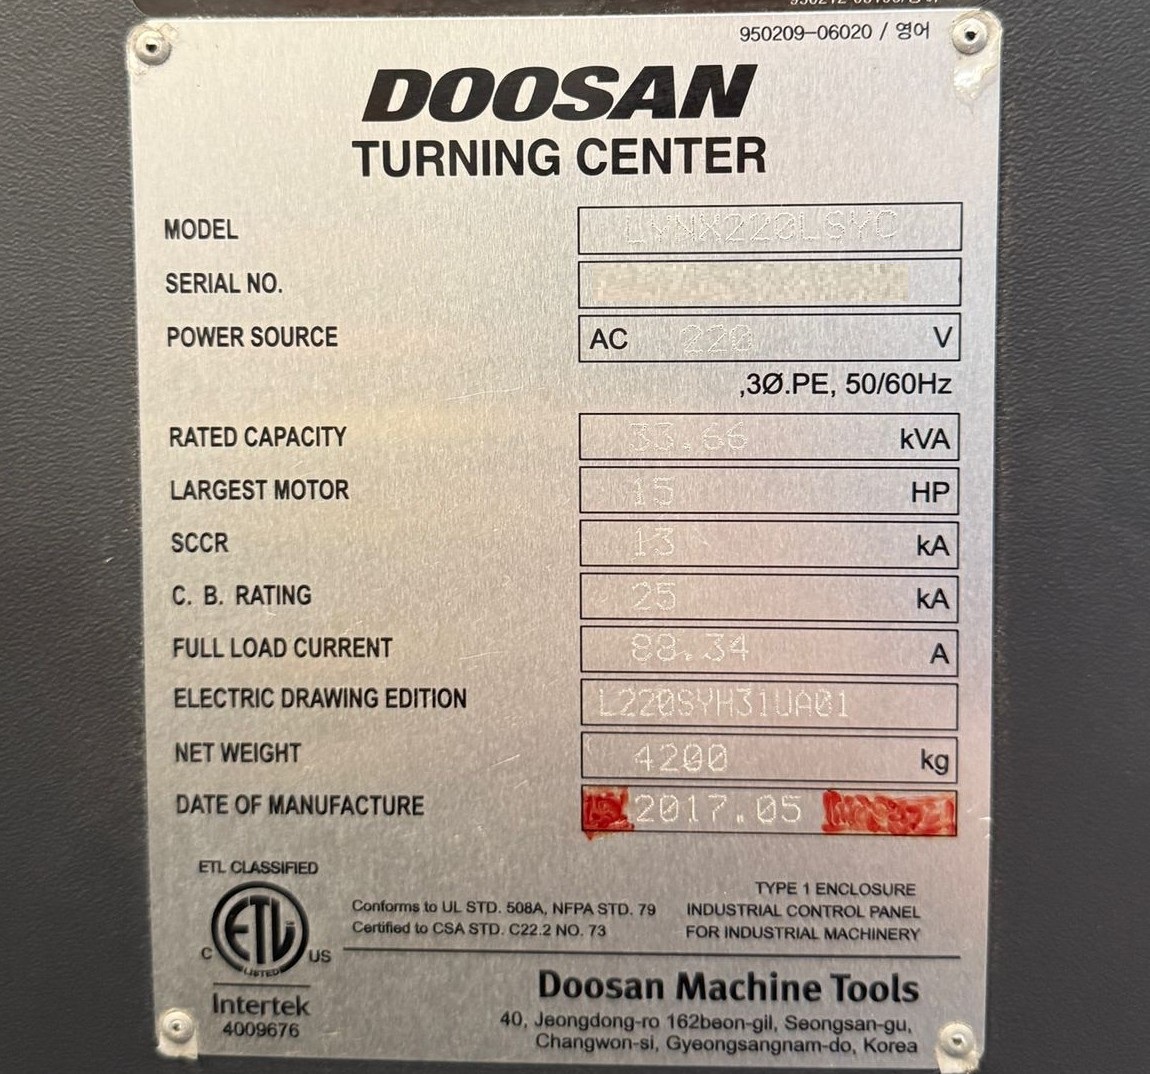 950209-06020 / 영어
DOOSAN
TURNING CENTER
MODEL LYNX220LSYC
SERIAL NO.
POWER SOURCE AC 220 V
,3Ø.PE, 50/60Hz
RATED CAPACITY 33.66 kVA
LARGEST MOTOR 15 HP
SCCR 13 kA
C. B. RATING 25 kA
FULL LOAD CURRENT 88.34 A
ELECTRIC DRAWING EDITION L220SYH31UA01
NET WEIGHT 4200 kg
DATE OF MANUFACTURE 2017.05
ETL CLASSIFIED
ETL
LISTED
C US
Intertek
4009676
Conforms to UL STD. 508A, NFPA STD. 79
Certified to CSA STD. C22.2 NO. 73
TYPE 1 ENCLOSURE
INDUSTRIAL CONTROL PANEL
FOR INDUSTRIAL MACHINERY
Doosan Machine Tools
40, Jeongdong-ro 162beon-gil, Seongsan-gu,
Changwon-si, Gyeongsangnam-do, Korea